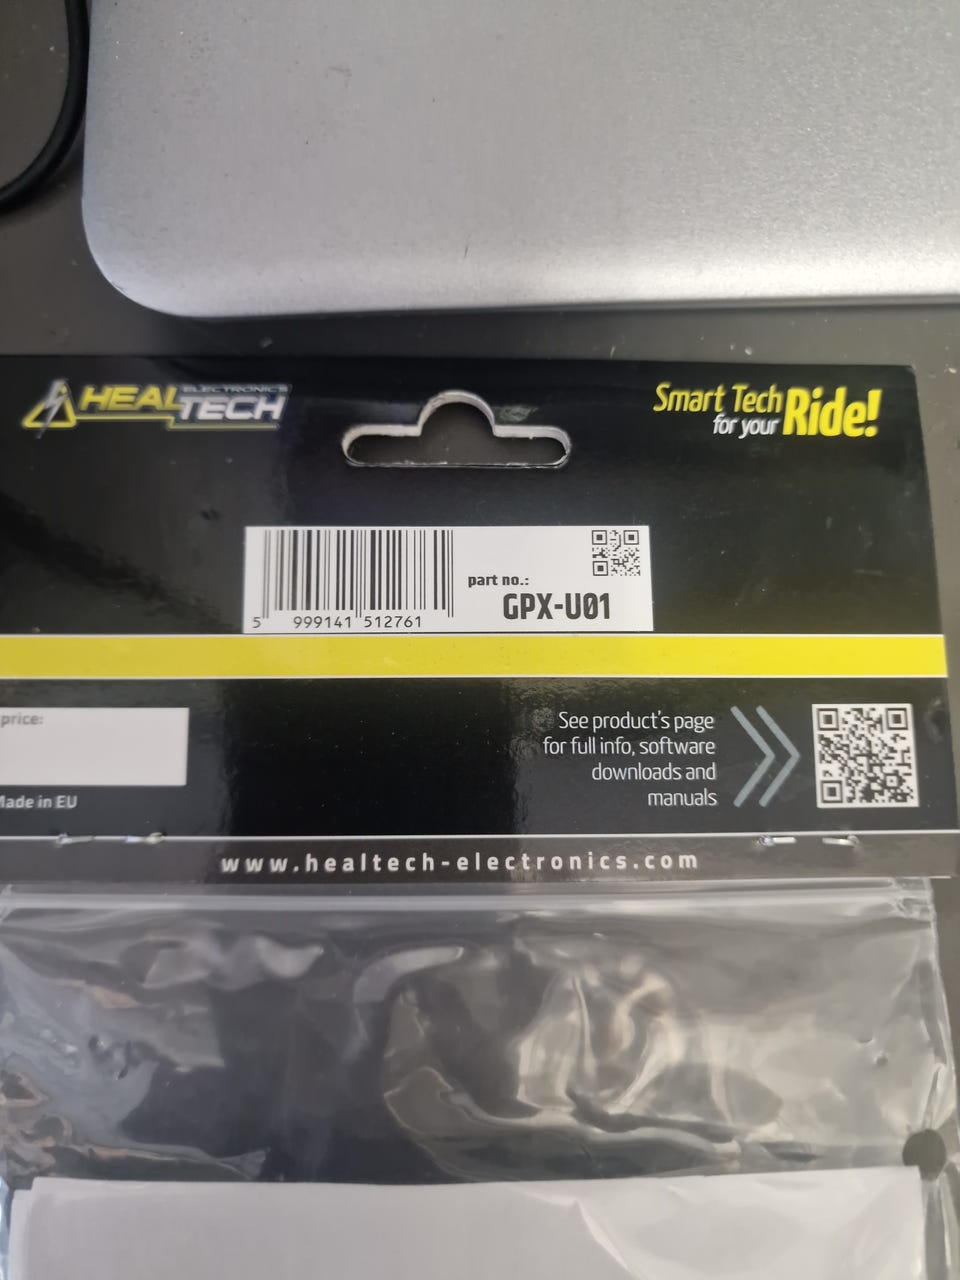 HEALTECH
ELECTRONICS
Smart Tech
for your
Ride!
part no.:
GPX-U01
5 999141 512761
price:
Made in EU
See product's page
for full info, software
downloads and
manuals
www.healtech-electronics.com